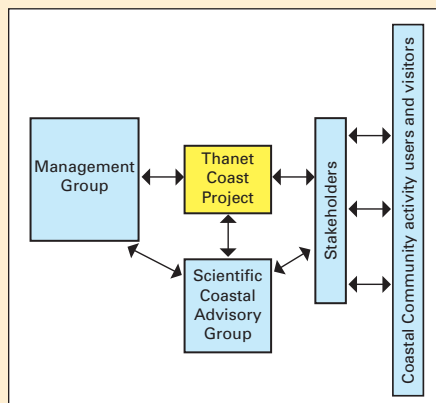 Management
Group
Thanet
Coast
Project
Scientific
Coastal
Advisory
Group
Stakeholders
Coastal Community activity users and visitors